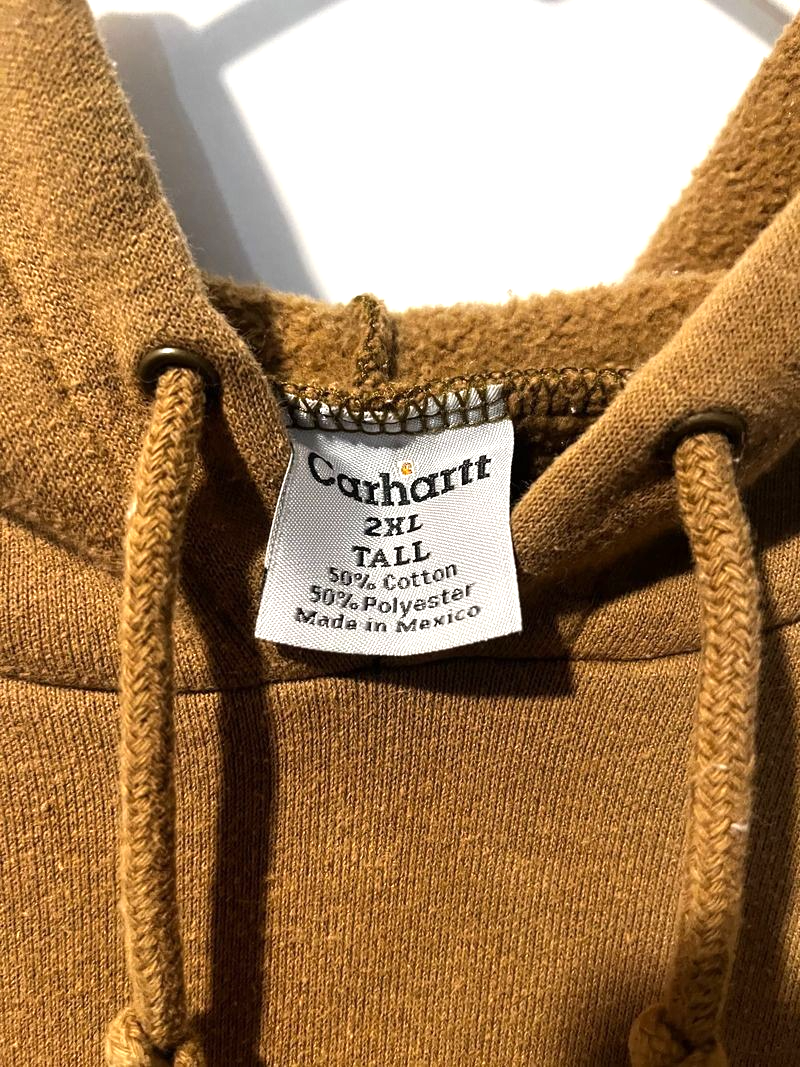 Carhartt
2XL
TALL
50% Cotton
50% Polyester
Made in Mexico